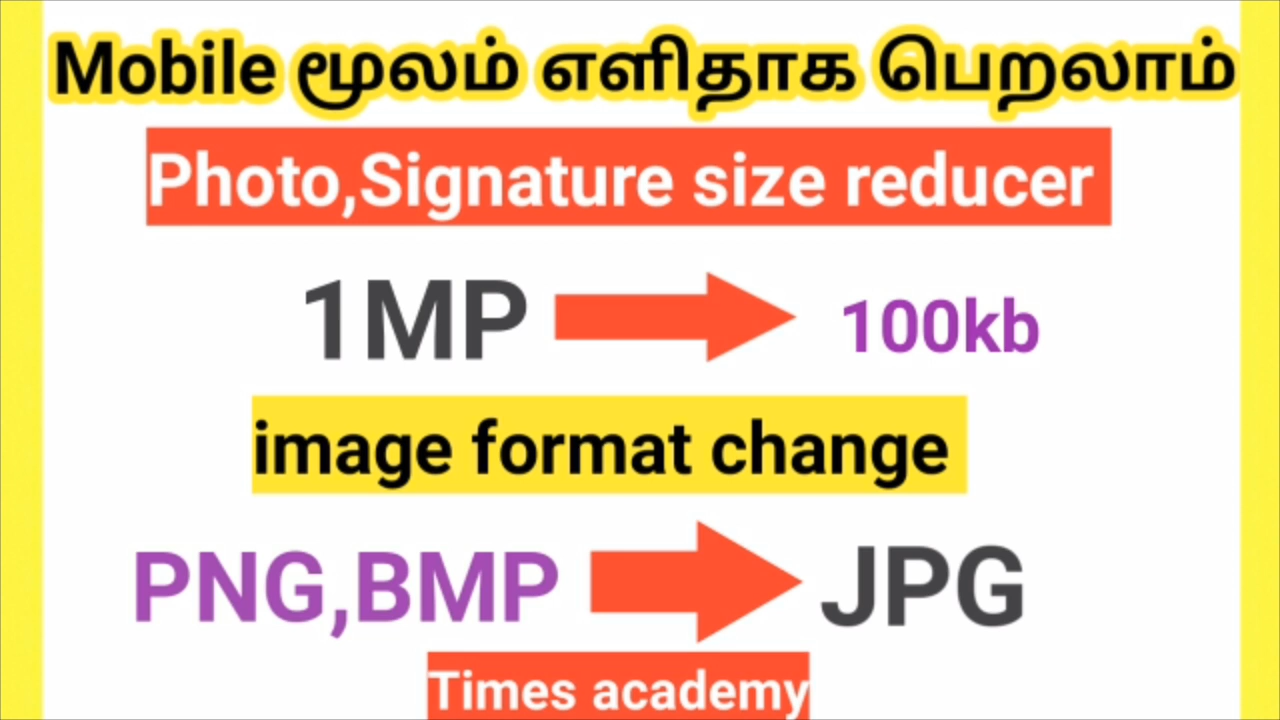 Mobile மூலம் எளிதாக பெறலாம்
Photo,Signature size reducer
1MP 100kb
image format change
PNG,BMP JPG
Times academy